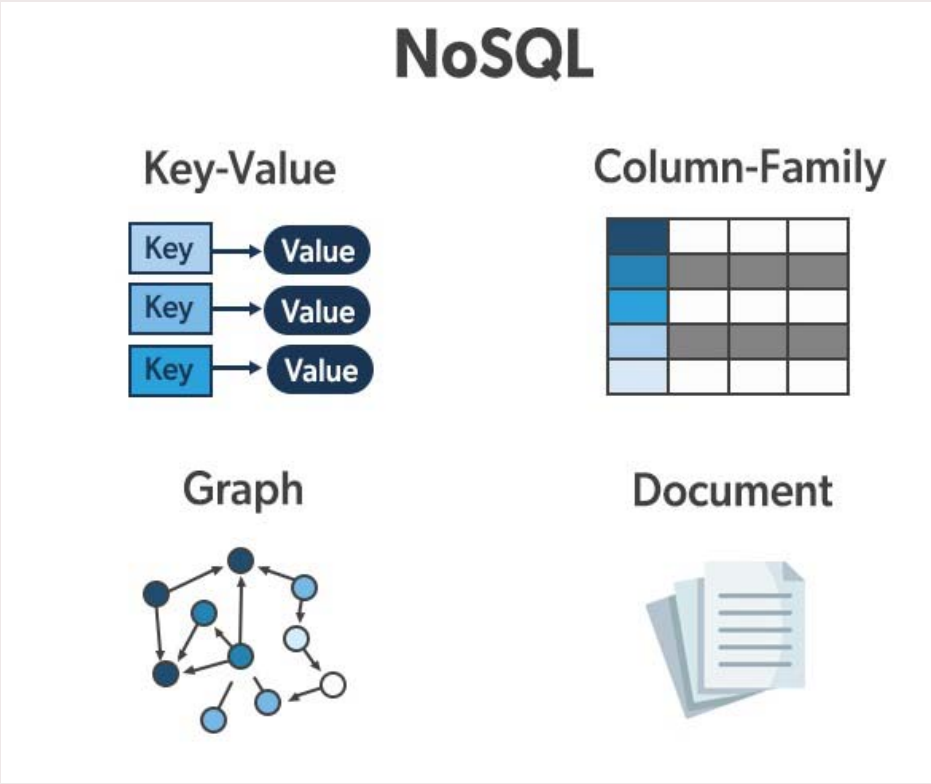 NoSQL
Key-Value
Key
Value
Key
Value
Key
Value
Column-Family
Graph
Document